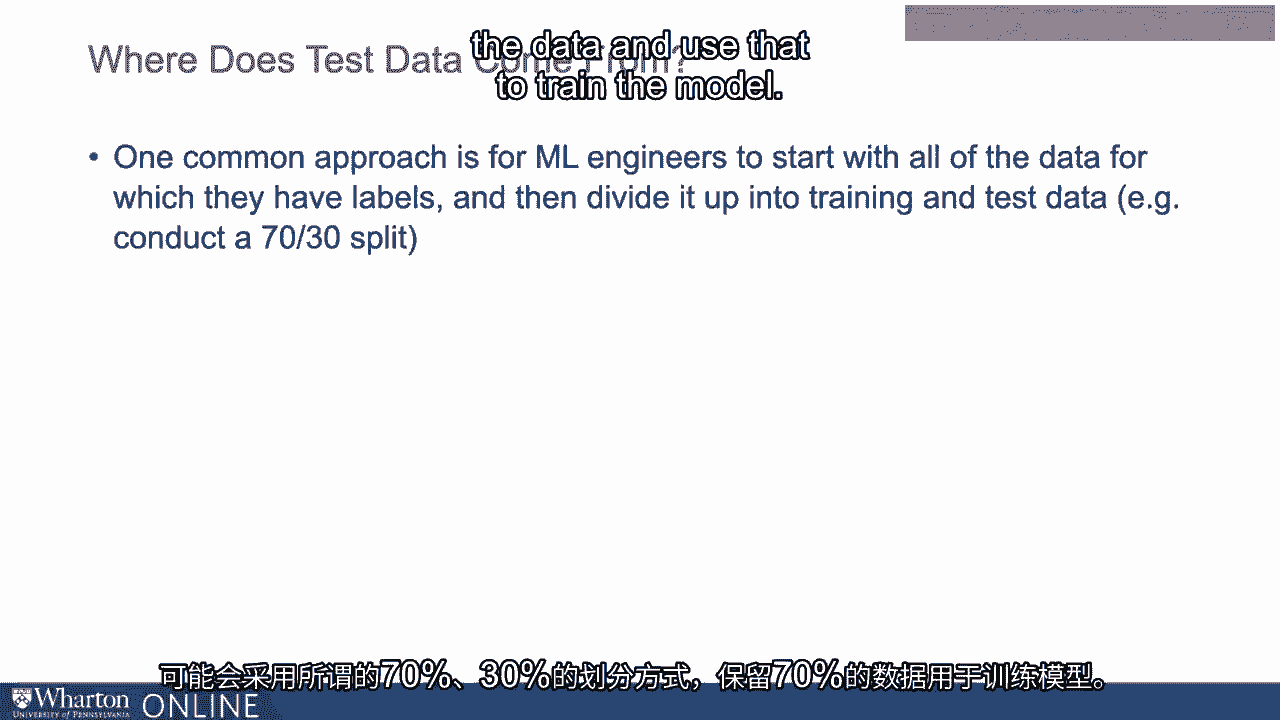 Where Does Test Data Come From?
the data and use that
to train the model.
• One common approach is for ML engineers to start with all of the data for
which they have labels, and then divide it up into training and test data (e.g.
conduct a 70/30 split)
可能会采用所谓的70%、30%的划分方式，保留70%的数据用于训练模型。
Wharton
UNIVERSITY of PENNSYLVANIA
ONLINE